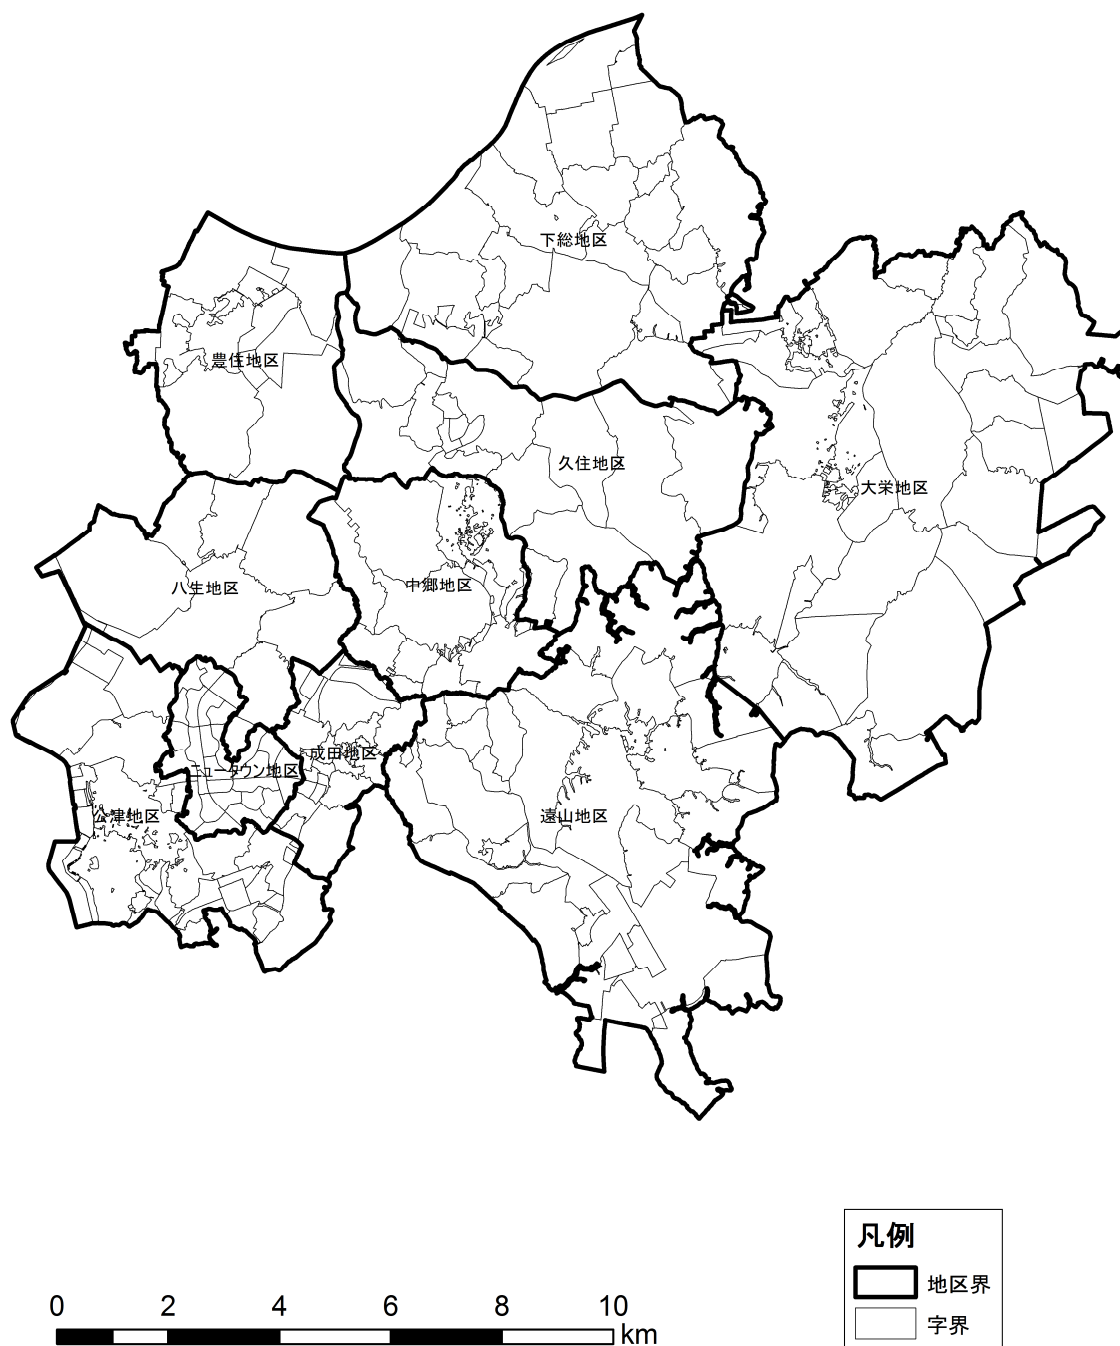 下総地区
豊住地区
久住地区
大栄地区
八生地区
中郷地区
成田地区
ニュータウン地区
公津地区
遠山地区
凡例
地区界
字界
0 2 4 6 8 10
km